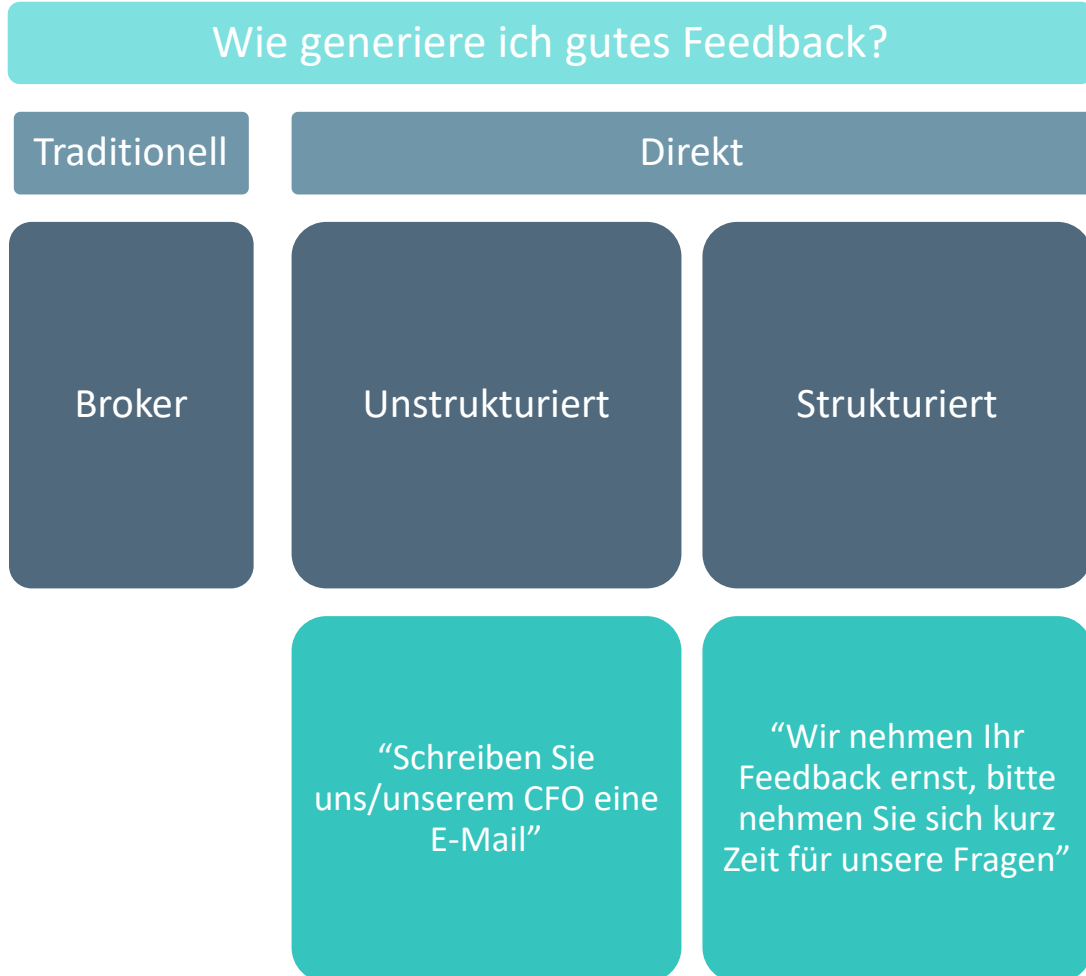 Wie generiere ich gutes Feedback?
Traditionell
Direkt
Broker
Unstrukturiert
Strukturiert
“Schreiben Sie
uns/unserem CFO eine
E-Mail”
“Wir nehmen Ihr
Feedback ernst, bitte
nehmen Sie sich kurz
Zeit für unsere Fragen”